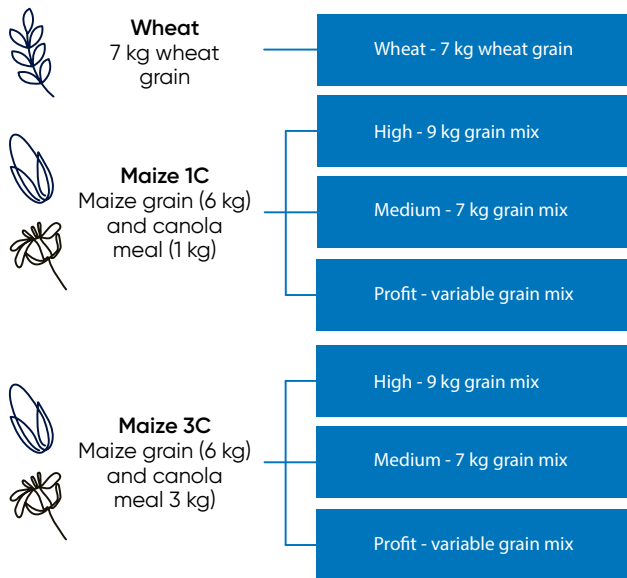 Wheat
7 kg wheat
grain
Wheat - 7 kg wheat grain
Maize 1C
Maize grain (6 kg)
and canola
meal (1 kg)
High - 9 kg grain mix
Medium - 7 kg grain mix
Profit - variable grain mix
Maize 3C
Maize grain (6 kg)
and canola
meal 3 kg)
High - 9 kg grain mix
Medium - 7 kg grain mix
Profit - variable grain mix